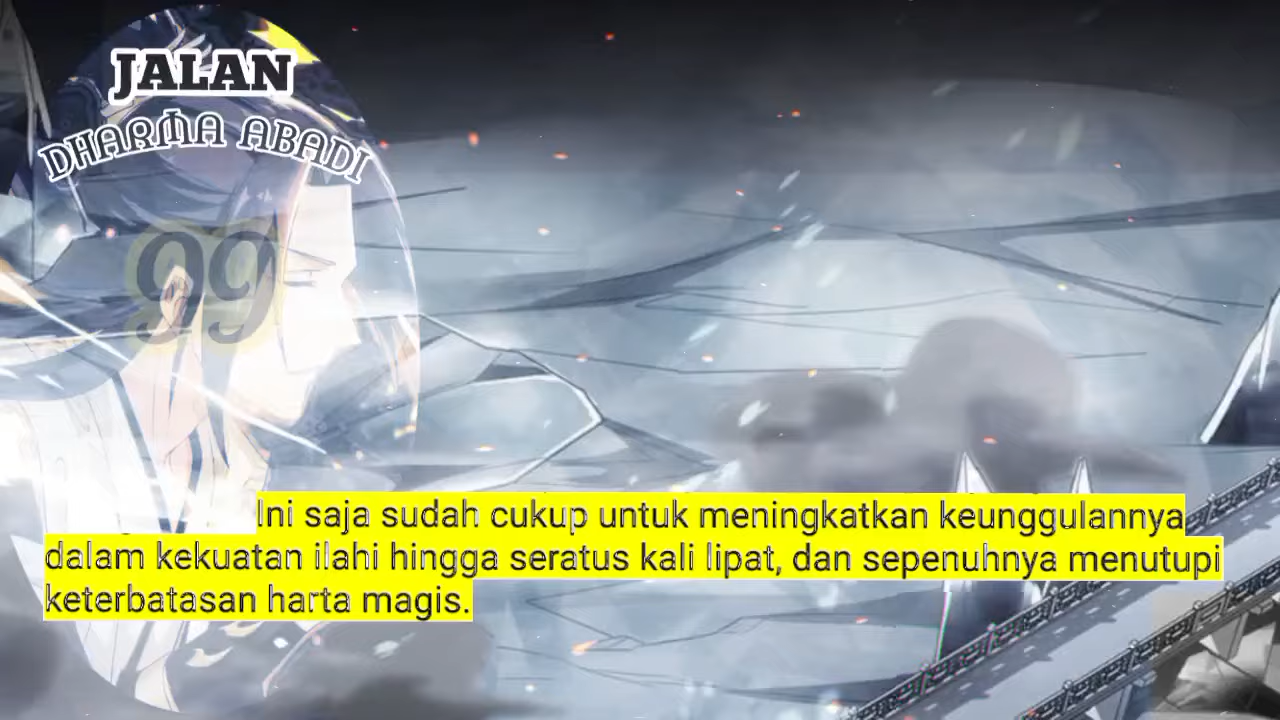 JALAN
DHARMA ABADI
99
Ini saja sudah cukup untuk meningkatkan keunggulannya
dalam kekuatan ilahi hingga seratus kali lipat, dan sepenuhnya menutupi
keterbatasan harta magis.